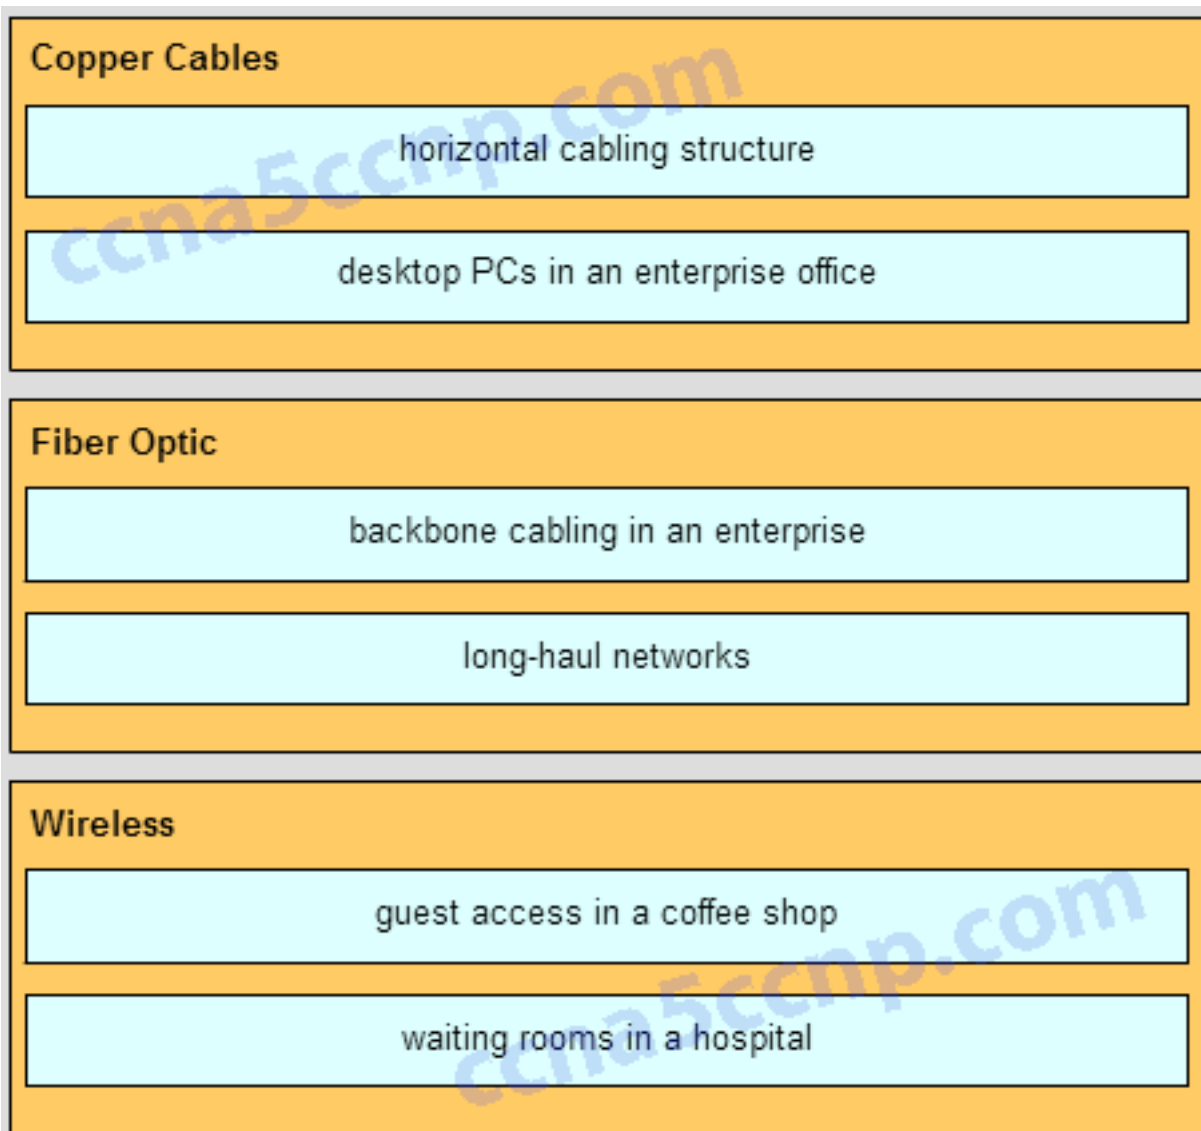 Copper Cables
horizontal cabling structure
desktop PCs in an enterprise office
ccna5ccnp.com
Fiber Optic
backbone cabling in an enterprise
long-haul networks
Wireless
guest access in a coffee shop
waiting rooms in a hospital
ccna5ccnp.com